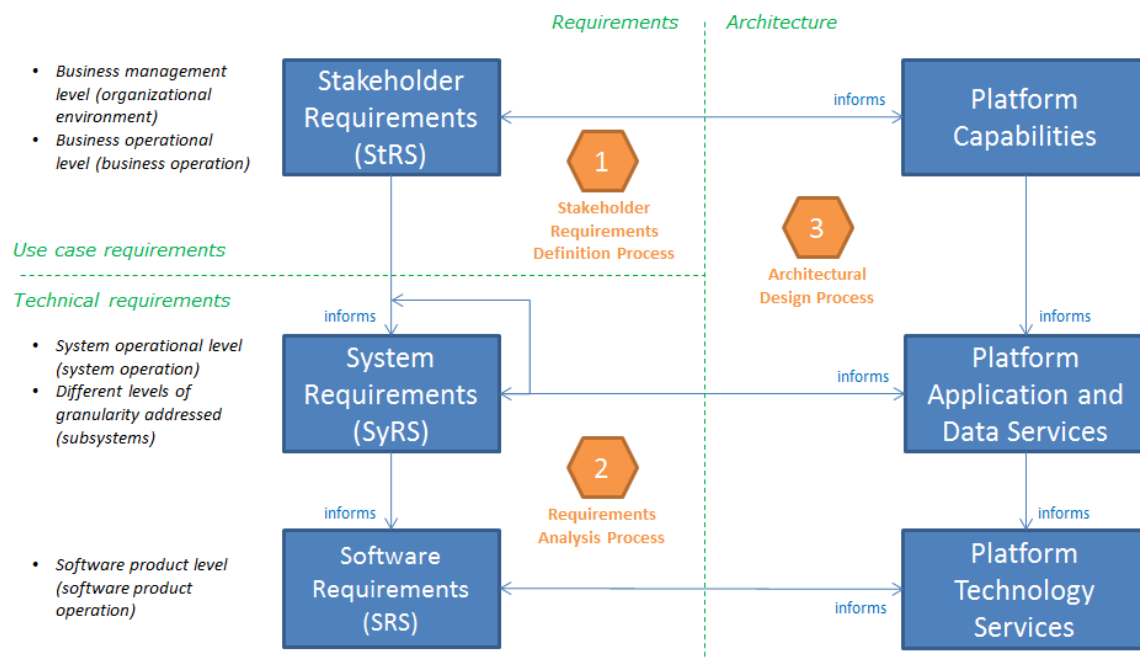 Requirements
Architecture
• Business management
level (organizational
environment)
• Business operational
level (business operation)
Stakeholder
Requirements
(StRS)
informs
Platform
Capabilities
1
Stakeholder
Requirements
Definition Process
3
Architectural
Design Process
Use case requirements
Technical requirements
informs
informs
• System operational level
(system operation)
• Different levels of
granularity addressed
(subsystems)
System
Requirements
(SyRS)
informs
Platform
Application and
Data Services
2
Requirements
Analysis Process
informs
informs
• Software product level
(software product
operation)
Software
Requirements
(SRS)
informs
Platform
Technology
Services